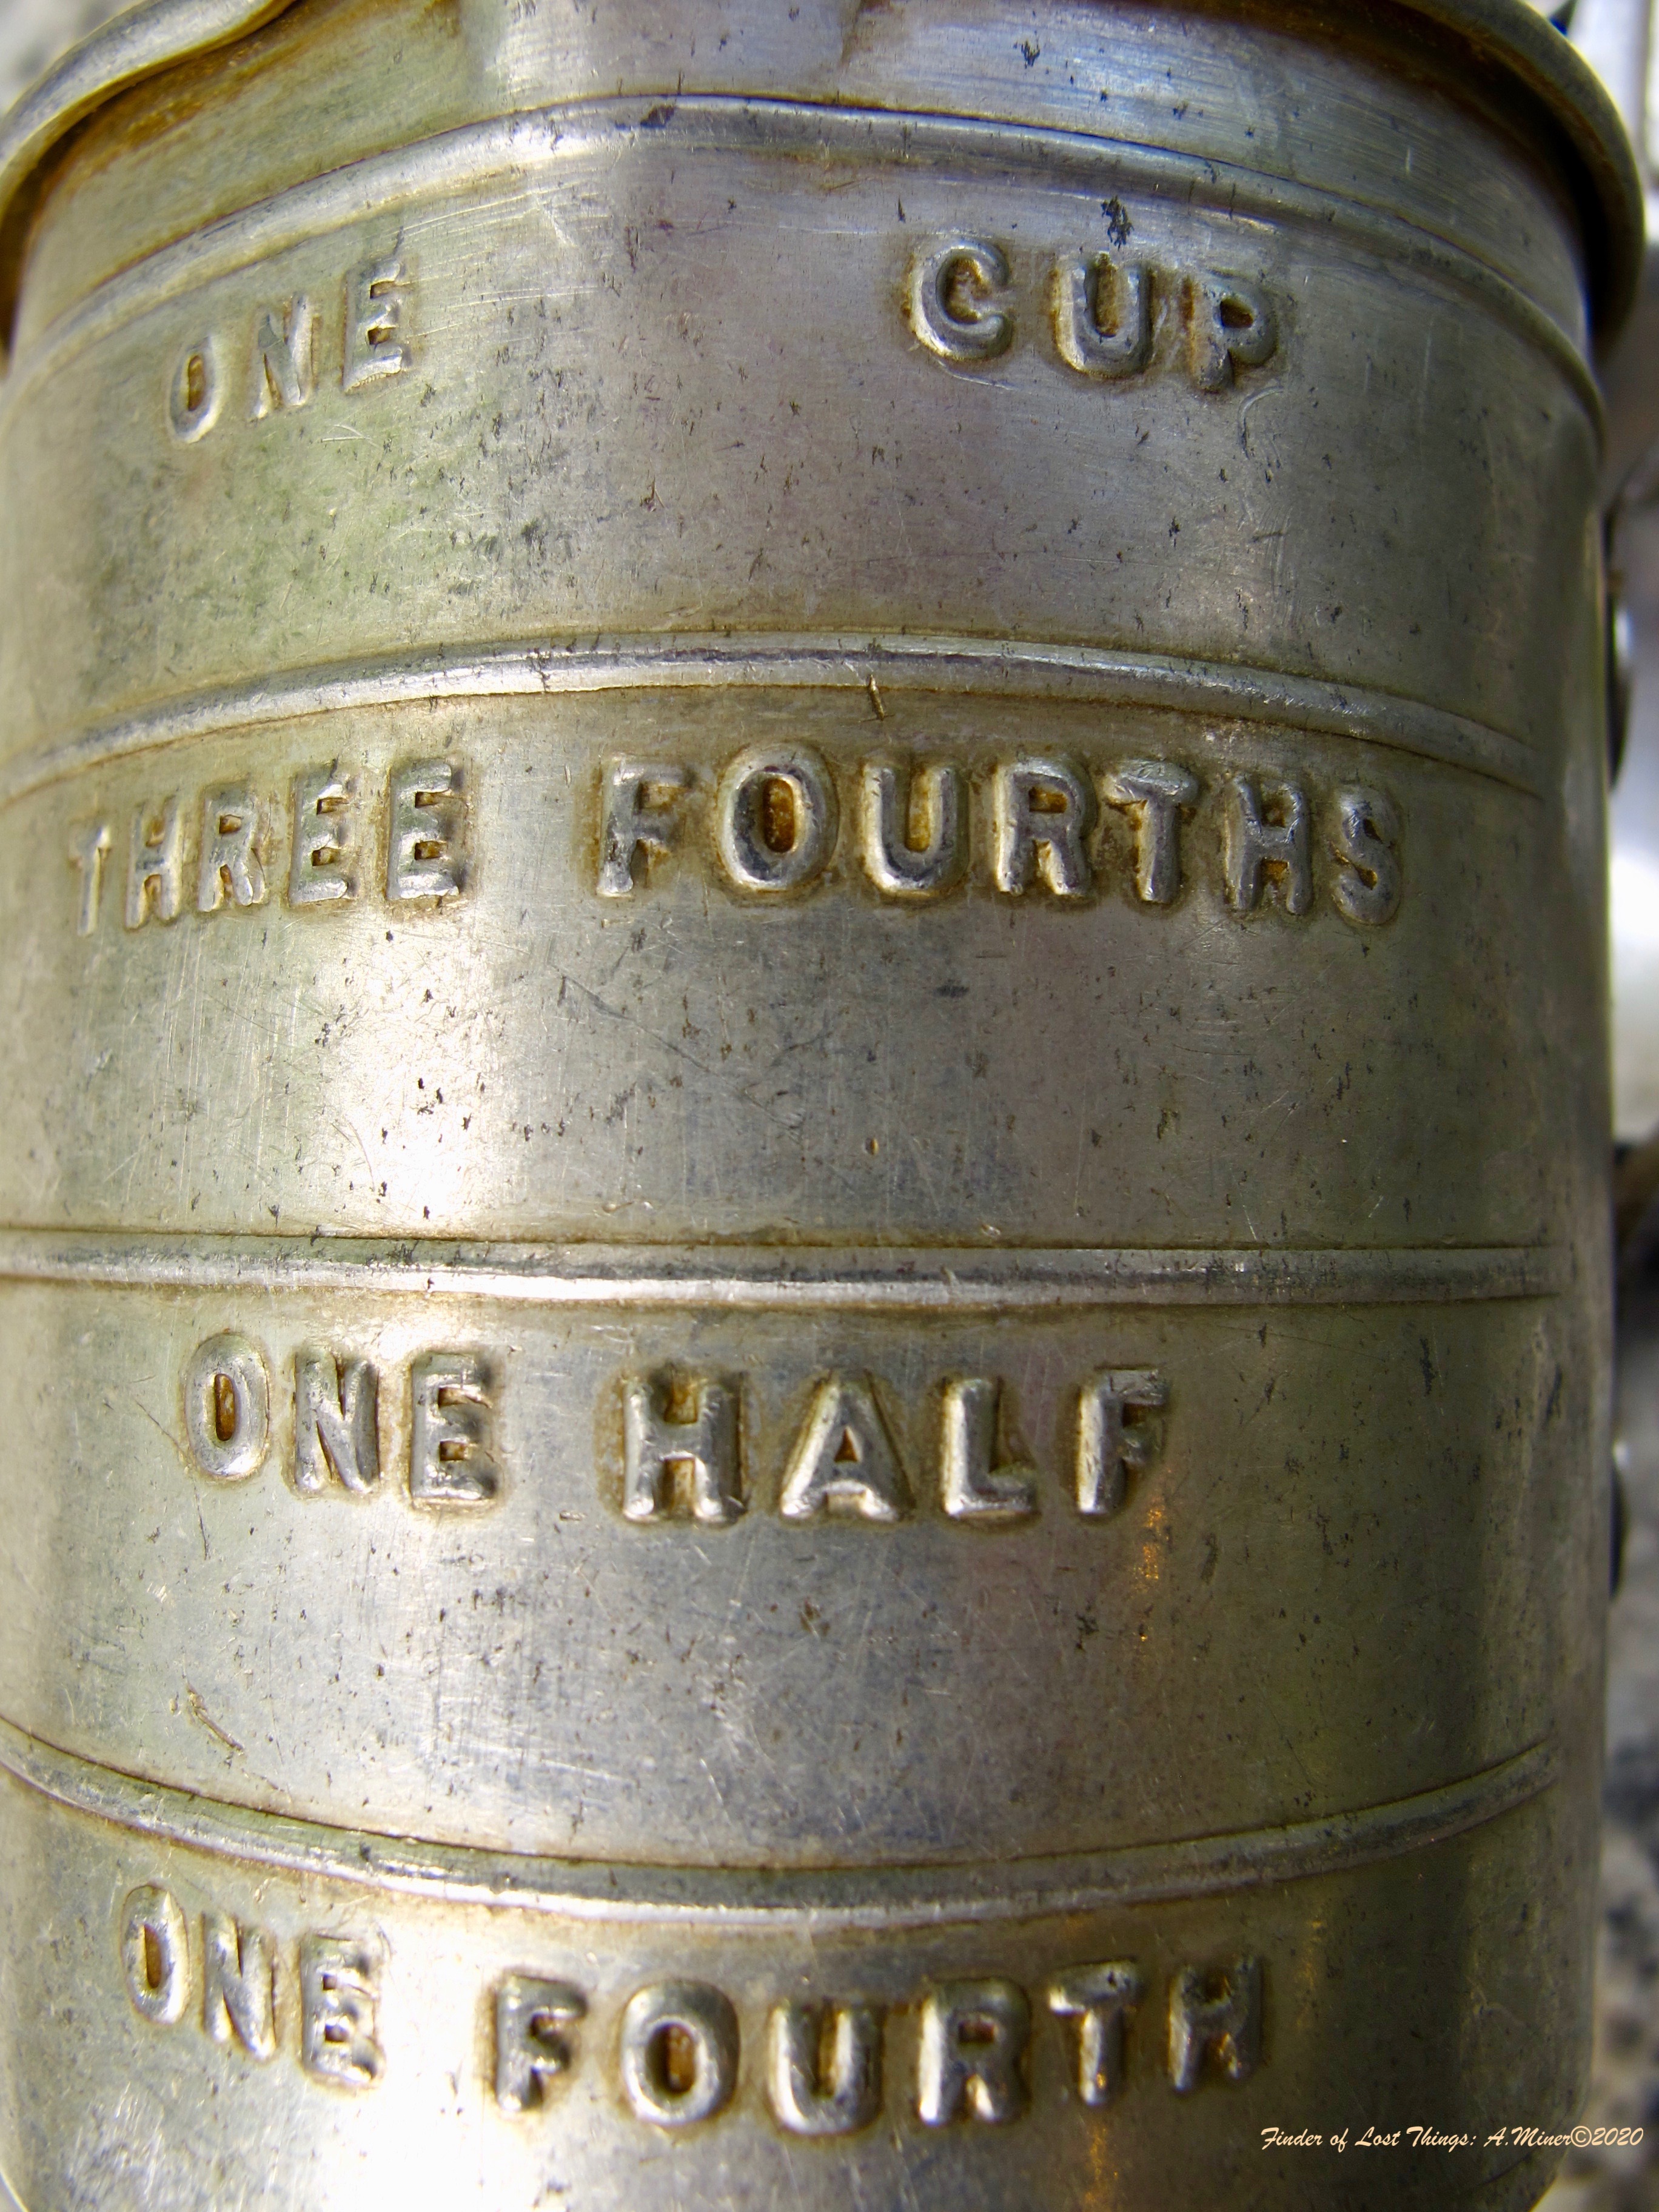 ONE CUP
THREE FOURTHS
ONE HALF
ONE FOURTH
Finder of Lost Things: A.Miner©2020